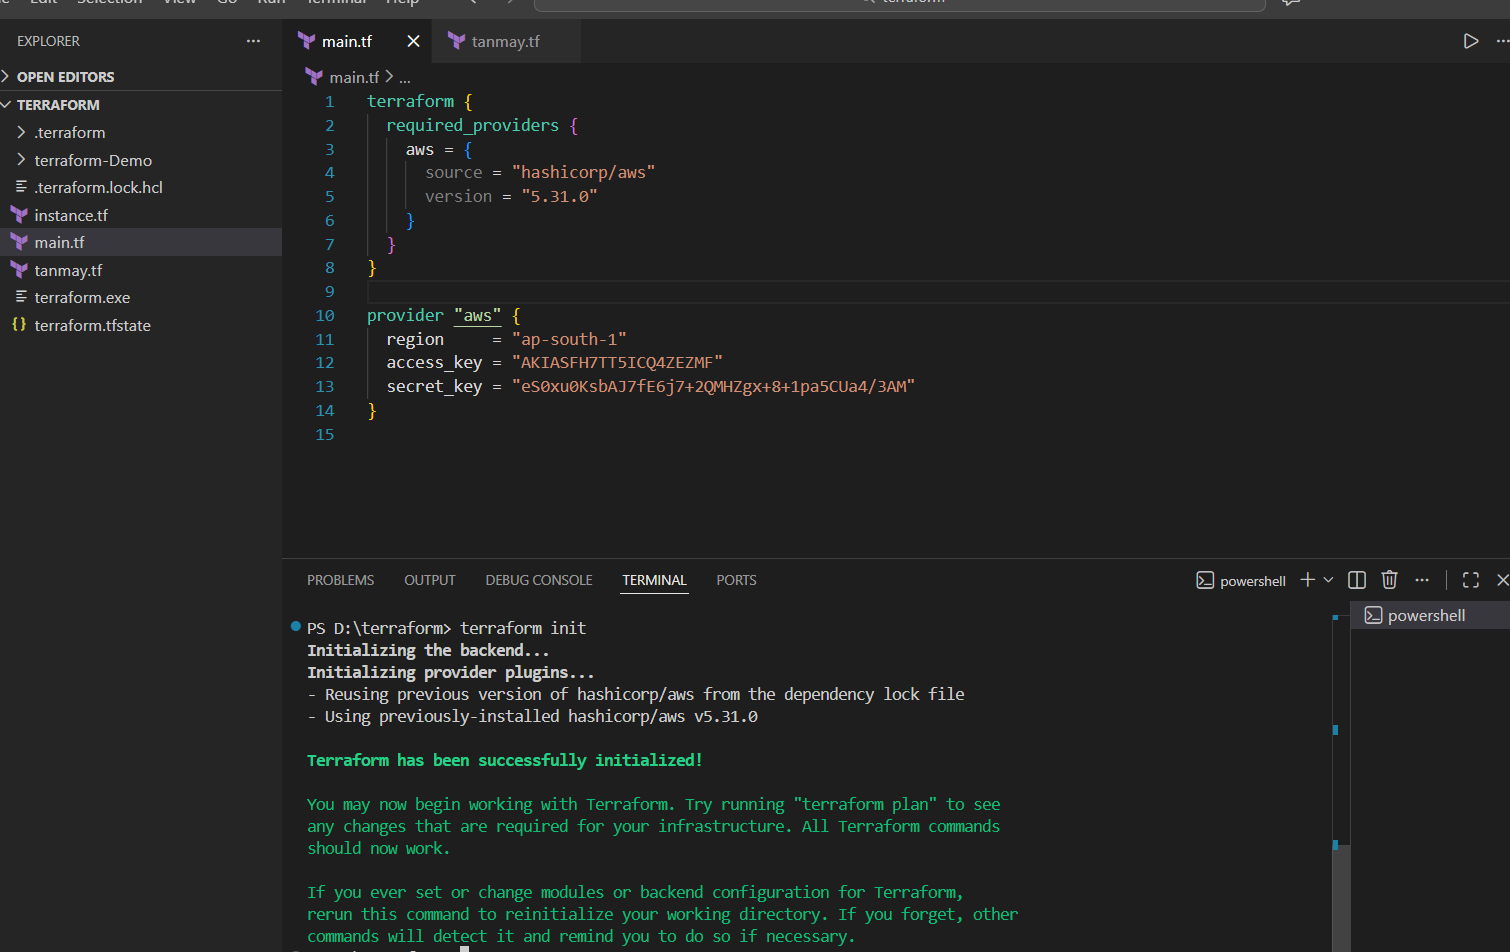 Edit Selection View Go Run Terminal Help
terraform
EXPLORER
OPEN EDITORS
TERRAFORM
.terraform
terraform-Demo
.terraform.lock.hcl
instance.tf
main.tf
tanmay.tf
terraform.exe
terraform.tfstate
main.tf tanmay.tf
main.tf > ...
1 terraform {
2 required_providers {
3 aws = {
4 source = "hashicorp/aws"
5 version = "5.31.0"
6 }
7 }
8 }
9
10 provider "aws" {
11 region = "ap-south-1"
12 access_key = "AKIASFH7TT5ICQ4ZEZMF"
13 secret_key = "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"
14 }
15
PROBLEMS OUTPUT DEBUG CONSOLE TERMINAL PORTS
powershell
powershell
PS D:\terraform> terraform init
Initializing the backend...
Initializing provider plugins...
- Reusing previous version of hashicorp/aws from the dependency lock file
- Using previously-installed hashicorp/aws v5.31.0
Terraform has been successfully initialized!
You may now begin working with Terraform. Try running "terraform plan" to see
any changes that are required for your infrastructure. All Terraform commands
should now work.
If you ever set or change modules or backend configuration for Terraform,
rerun this command to reinitialize your working directory. If you forget, other
commands will detect it and remind you to do so if necessary.